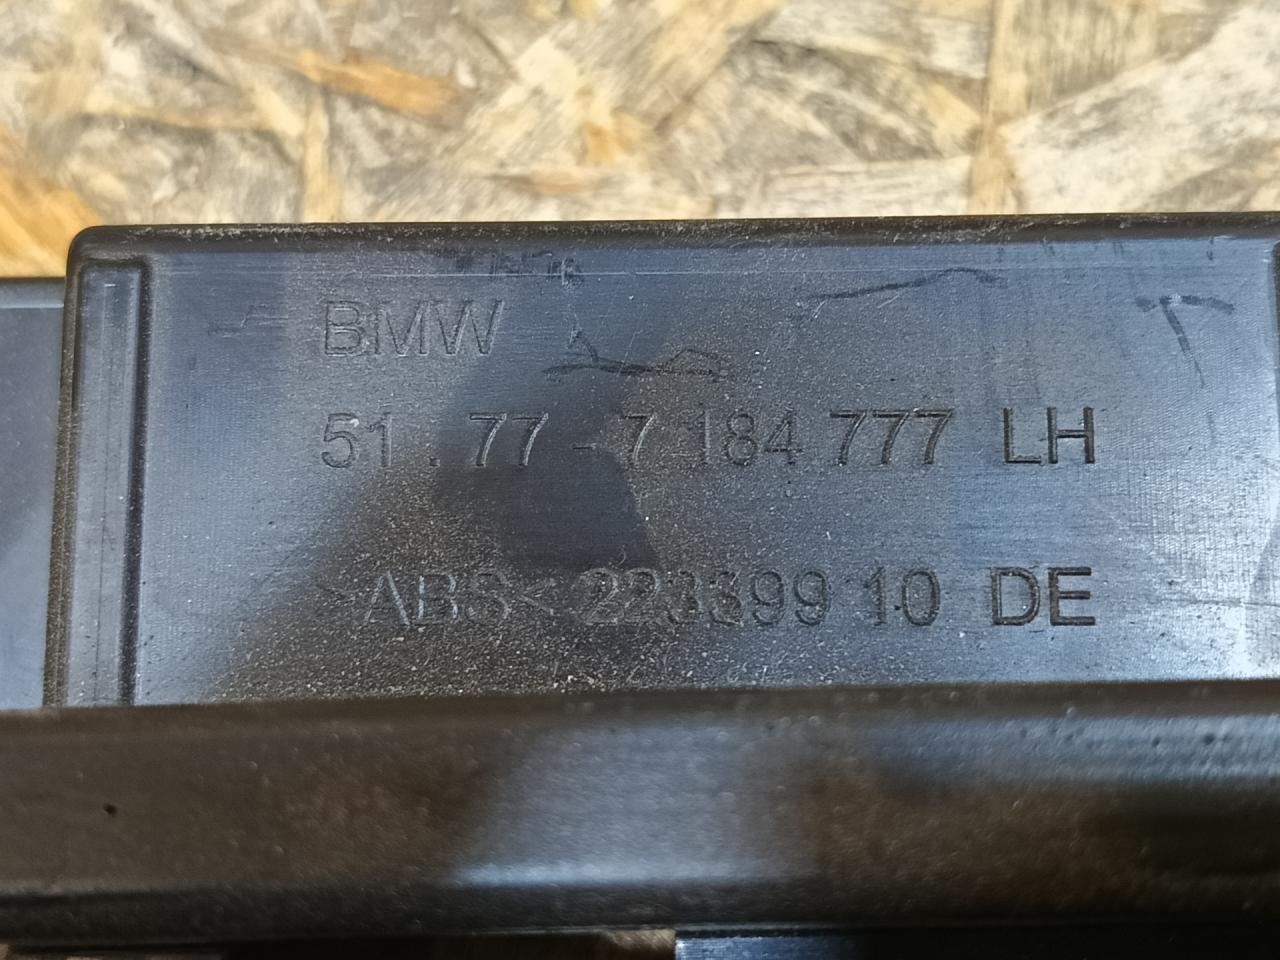 BMW
51.77-7 184 777 LH
>ABS< 223399 10 DE